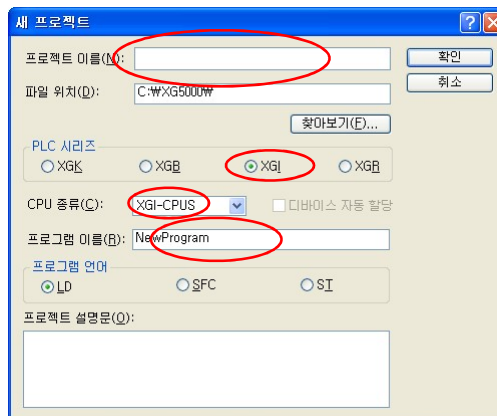 새 프로젝트
프로젝트 이름(N):
확인
파일 위치(D): C:₩XG5000₩
취소
찾아보기(F)...
PLC 시리즈
XGK XGB XGI XGR
CPU 종류(C): XGI-CPUS 디바이스 자동 할당
프로그램 이름(R): NewProgram
프로그램 언어
LD SFC ST
프로젝트 설명문(O):